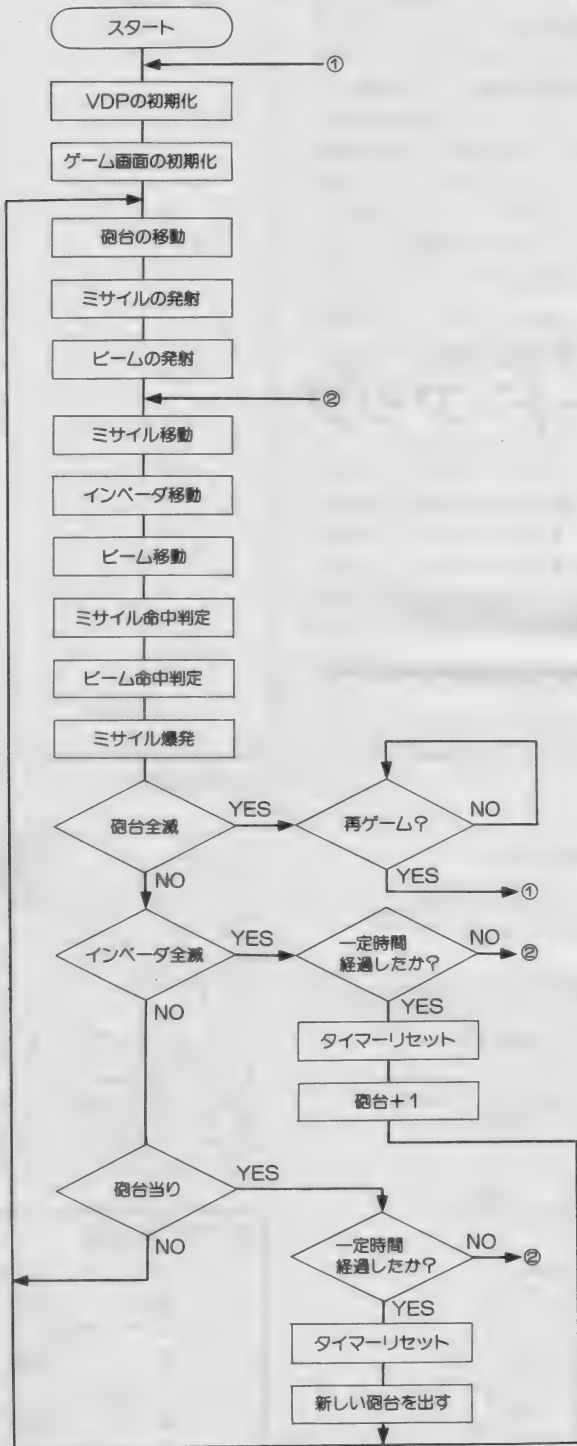 スタート
①
VDPの初期化
ゲーム画面の初期化
砲台の移動
ミサイルの発射
ビームの発射
②
ミサイル移動
インベーダ移動
ビーム移動
ミサイル命中判定
ビーム命中判定
ミサイル爆発
砲台全滅
YES
再ゲーム?
NO
YES
①
NO
インベーダ全滅
YES
一定時間
経過したか?
NO
②
YES
タイマーリセット
砲台+1
NO
砲台当り
YES
一定時間
経過したか?
NO
②
YES
タイマーリセット
新しい砲台を出す
NO